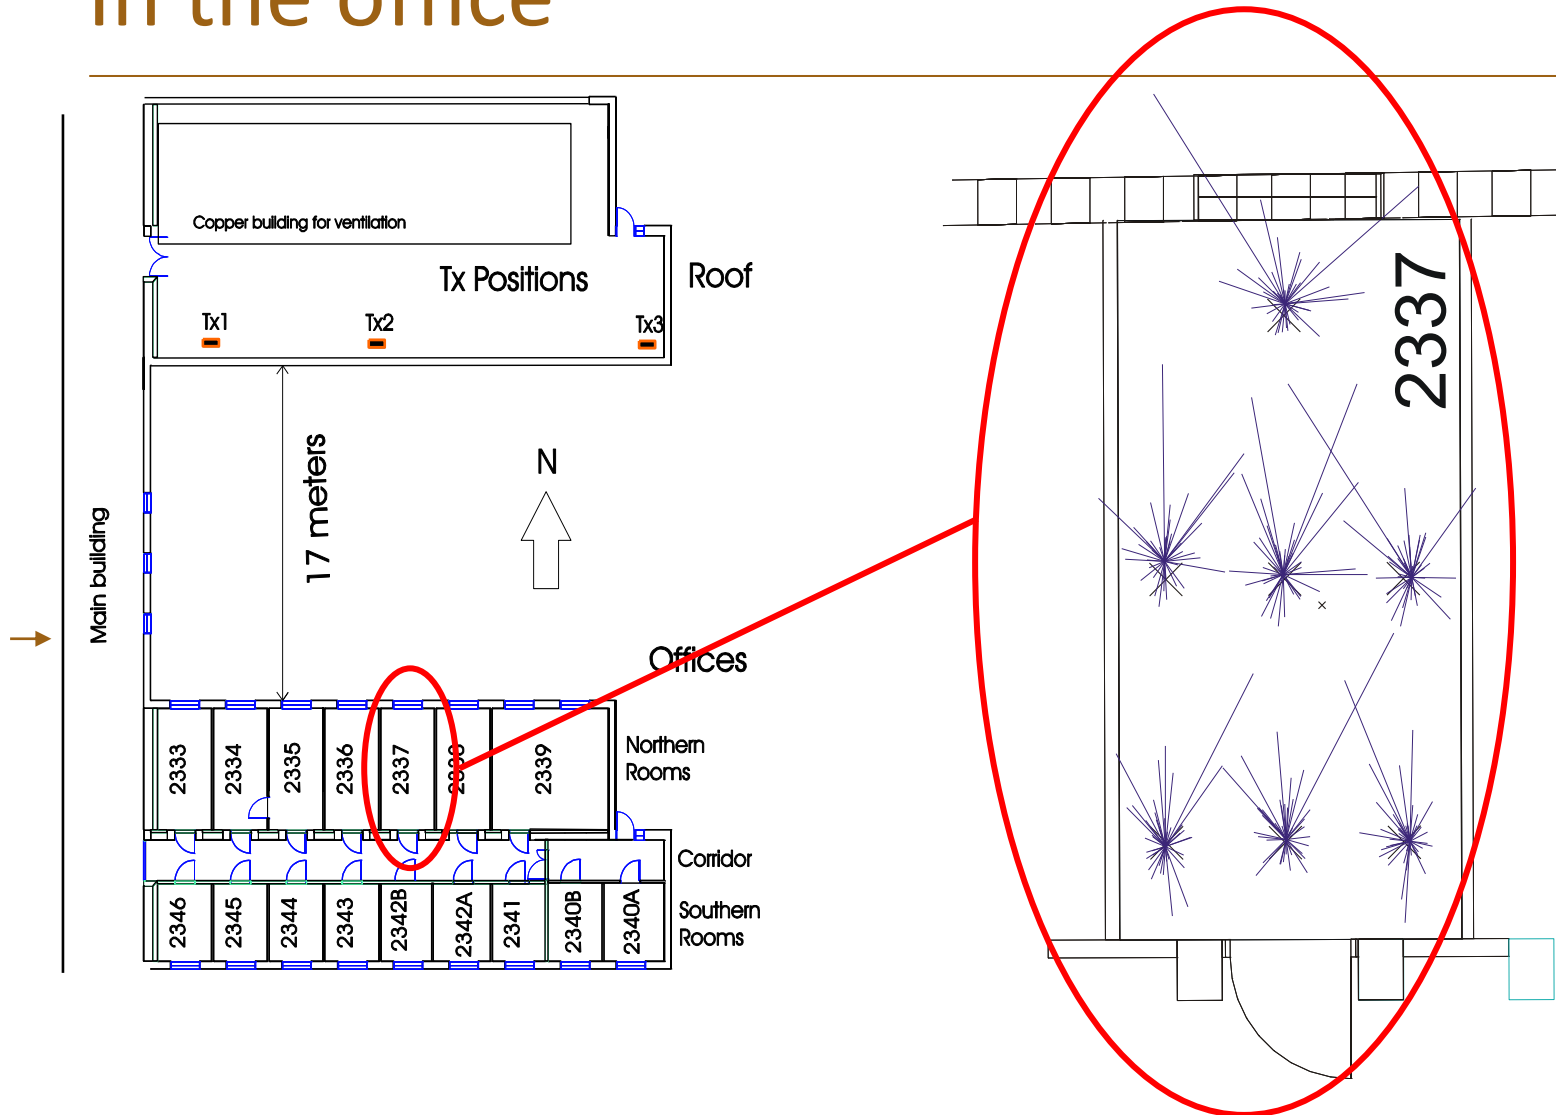 in the office
Copper building for ventilation
Tx Positions
Roof
Tx1
Tx2
Tx3
17 meters
N
Main building
Offices
2333
2334
2335
2336
2337
2339
Northern
Rooms
Corridor
2346
2345
2344
2343
2342B
2342A
2341
2340B
2340A
Southern
Rooms
2337